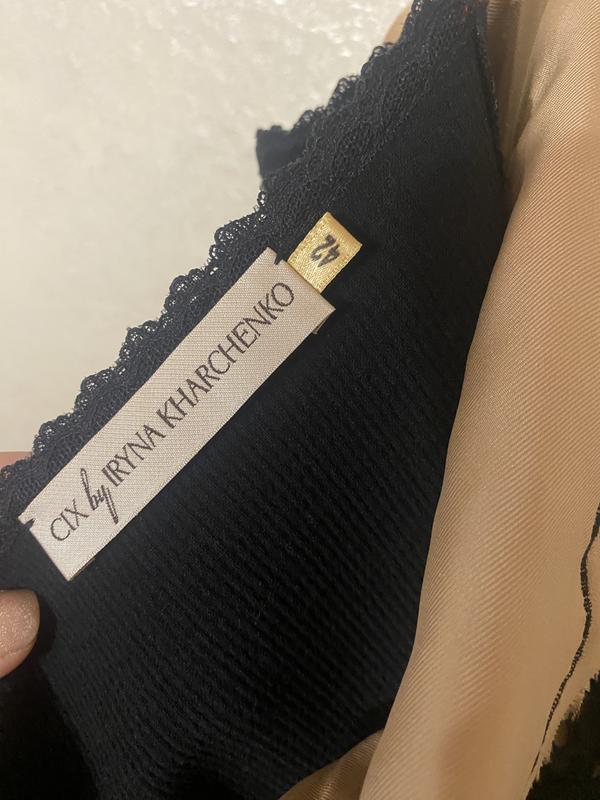 CIX by IRYNA KHARCHENKO
42